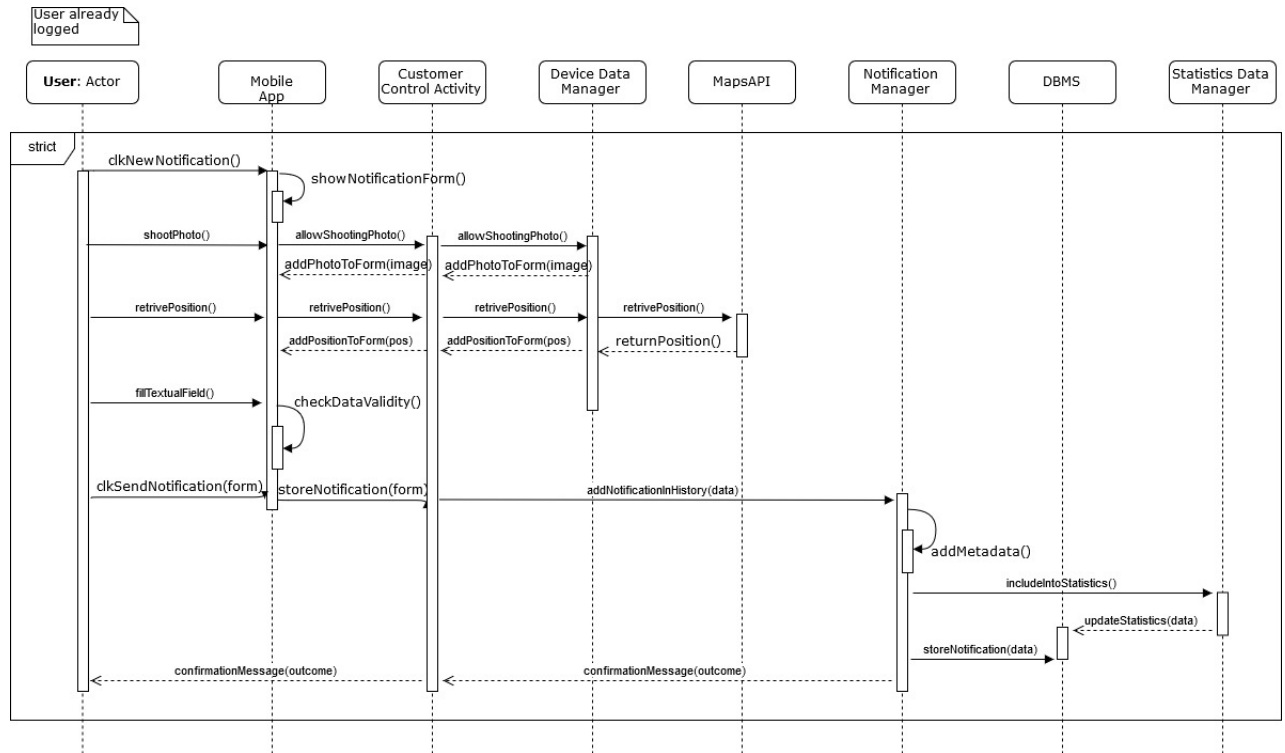 User already
logged
User: Actor
Mobile
App
Customer
Control Activity
Device Data
Manager
MapsAPI
Notification
Manager
DBMS
Statistics Data
Manager
strict
clkNewNotification()
showNotificationForm()
shootPhoto()
allowShootingPhoto()
allowShootingPhoto()
addPhotoToForm(image)
addPhotoToForm(image)
retrivePosition()
retrivePosition()
retrivePosition()
retrivePosition()
addPositionToForm(pos)
addPositionToForm(pos)
returnPosition()
fillTextualField()
checkDataValidity()
clkSendNotification(form)
storeNotification(form)
addNotificationInHistory(data)
addMetadata()
includeIntoStatistics()
updateStatistics(data)
storeNotification(data)
confirmationMessage(outcome)
confirmationMessage(outcome)